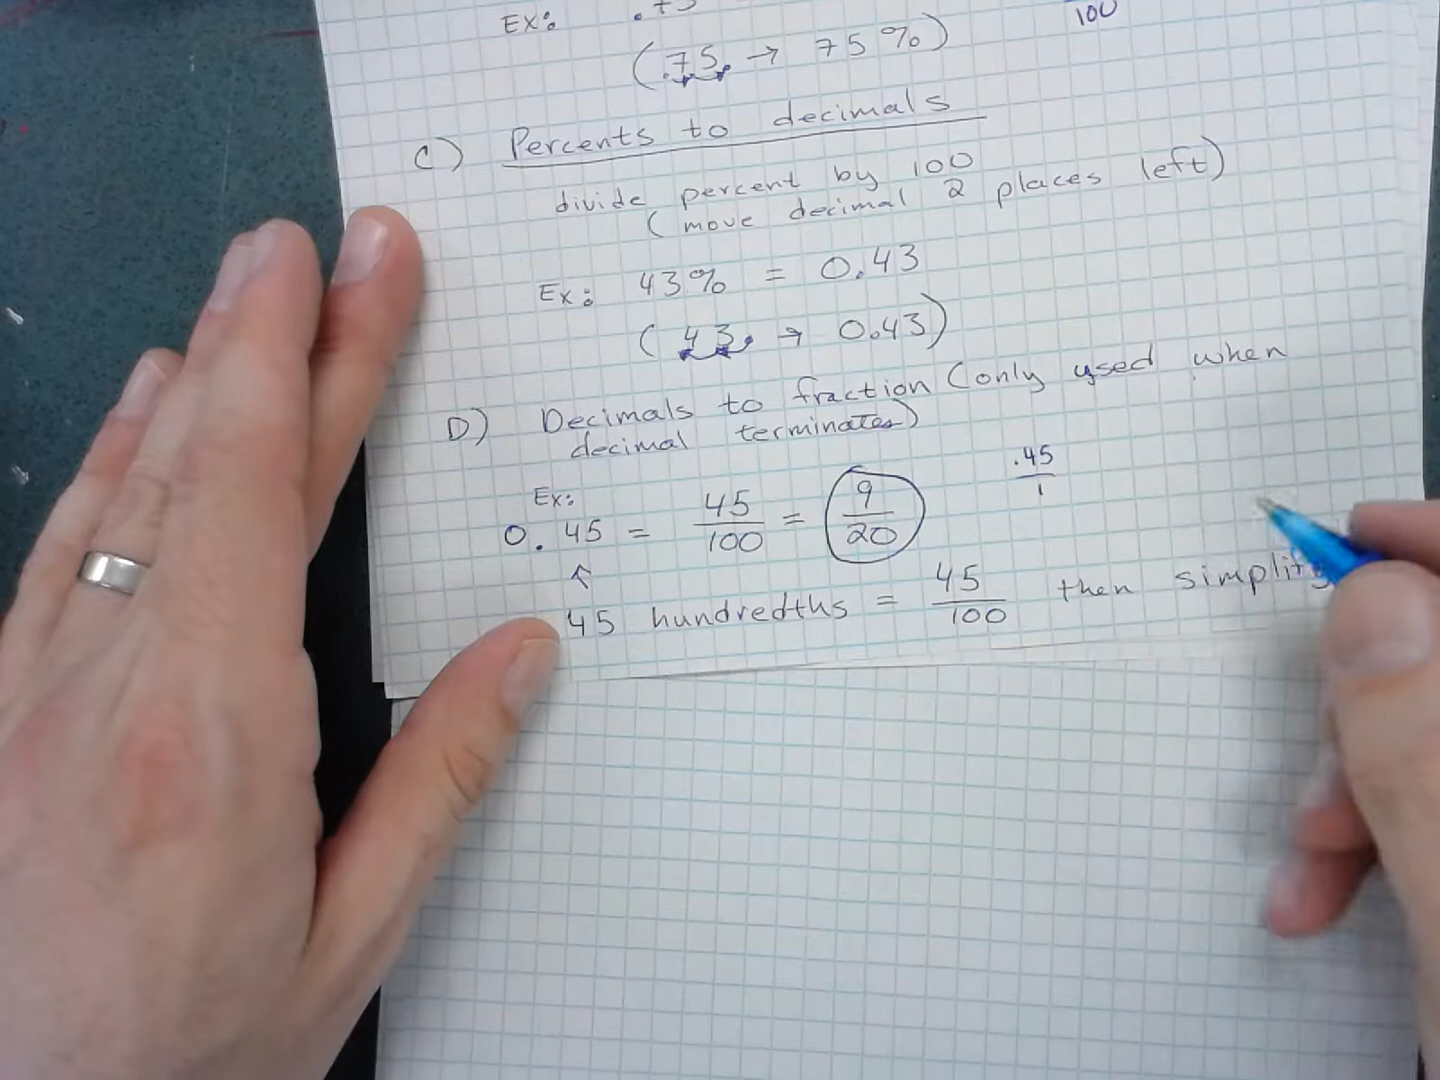 Ex:
100
(.75. → 75%)
C) Percents to decimals
divide percent by 100
(move decimal 2 places left)
Ex: 43% = 0.43
(43. → 0.43)
D) Decimals to fraction (only used when
decimal terminates)
Ex:
0.45 = 45/100 = 9/20
.45/1
↑
45 hundredths = 45/100 then simplify